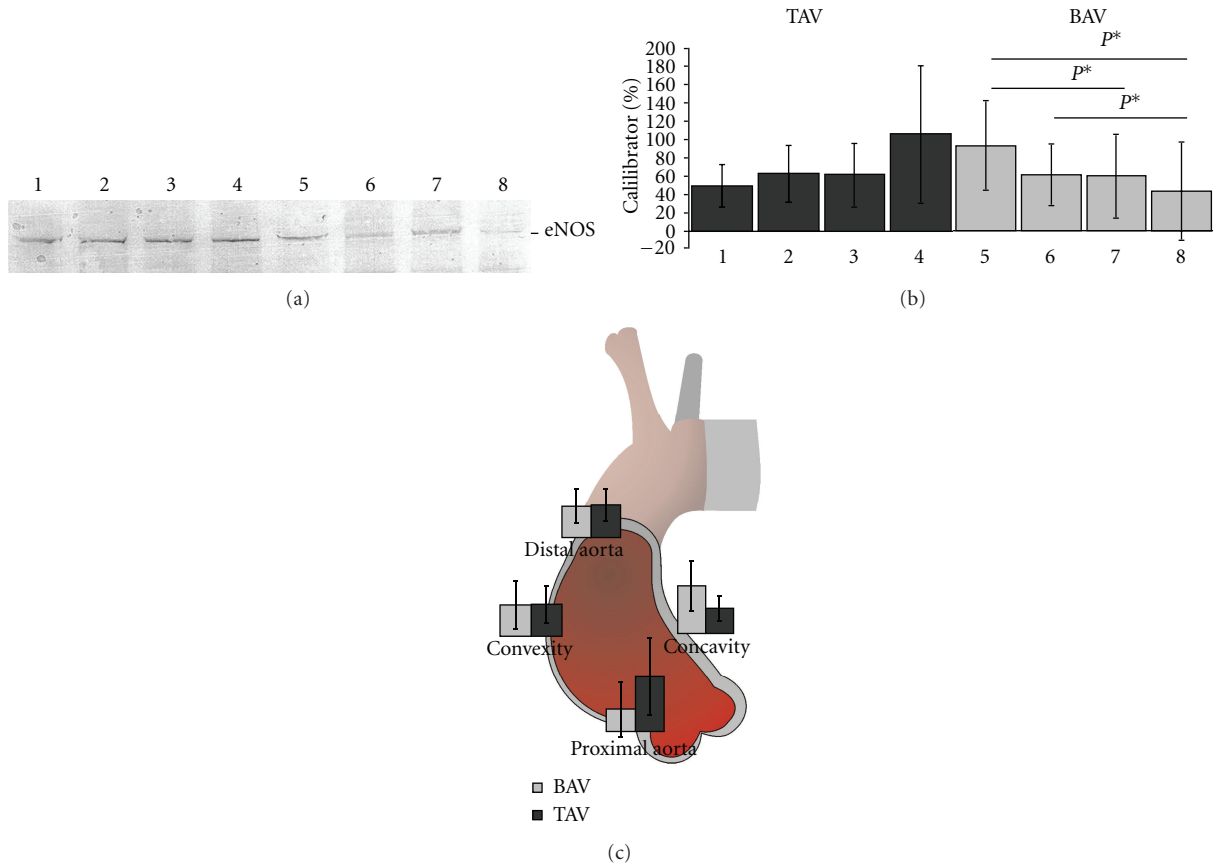 1 2 3 4 5 6 7 8
eNOS
(a)
TAV BAV
P*
P*
P*
Calilibrator (%)
200
180
160
140
120
100
80
60
40
20
0
−20
1 2 3 4 5 6 7 8
(b)
Distal aorta
Convexity
Concavity
Proximal aorta
BAV
TAV
(c)